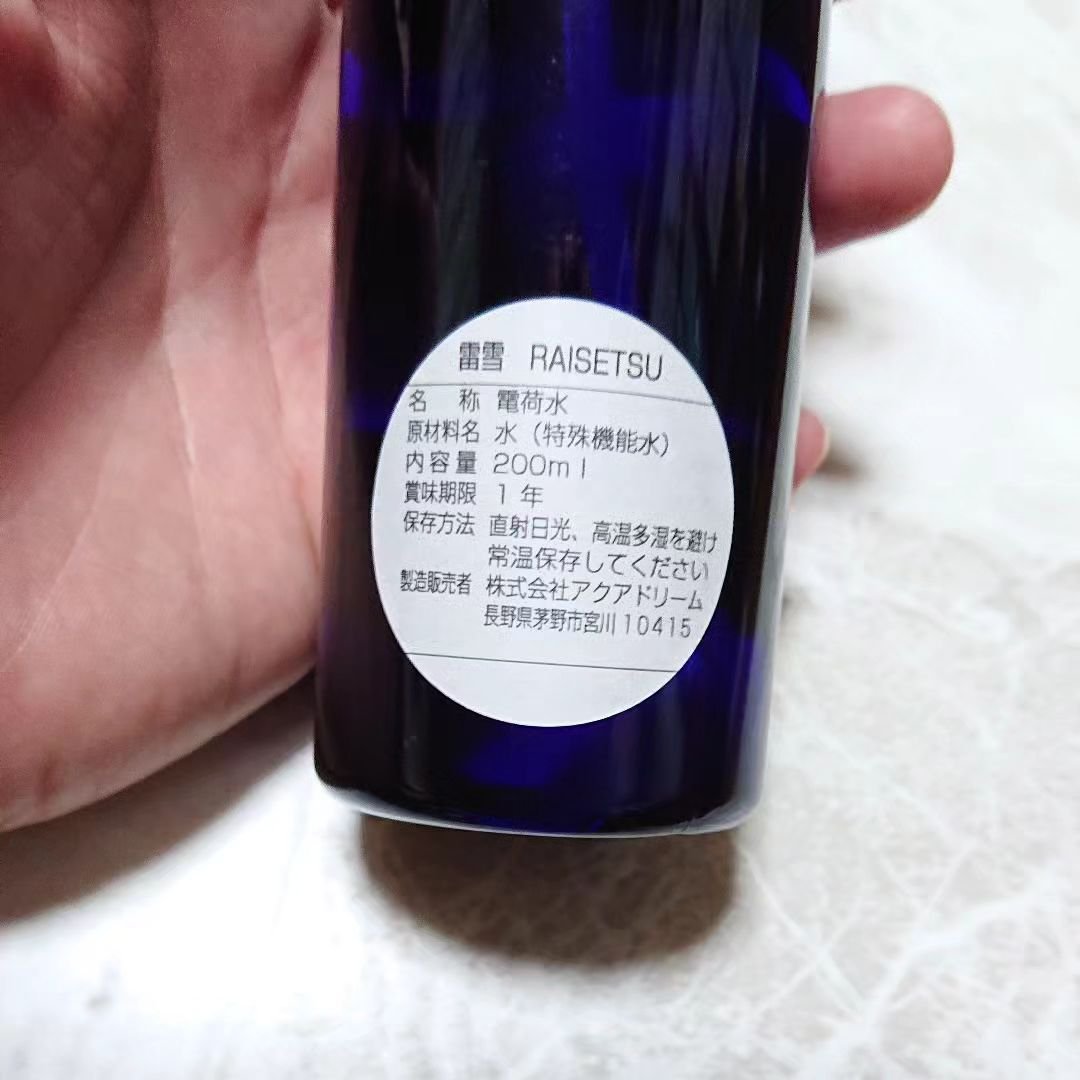 雷雪 RAISETSU
名 称 電荷水
原材料名 水（特殊機能水）
内容量 200ml
賞味期限 1年
保存方法 直射日光、高温多湿を避け
常温保存してください
製造販売者 株式会社アクアドリーム
長野県茅野市宮川10415